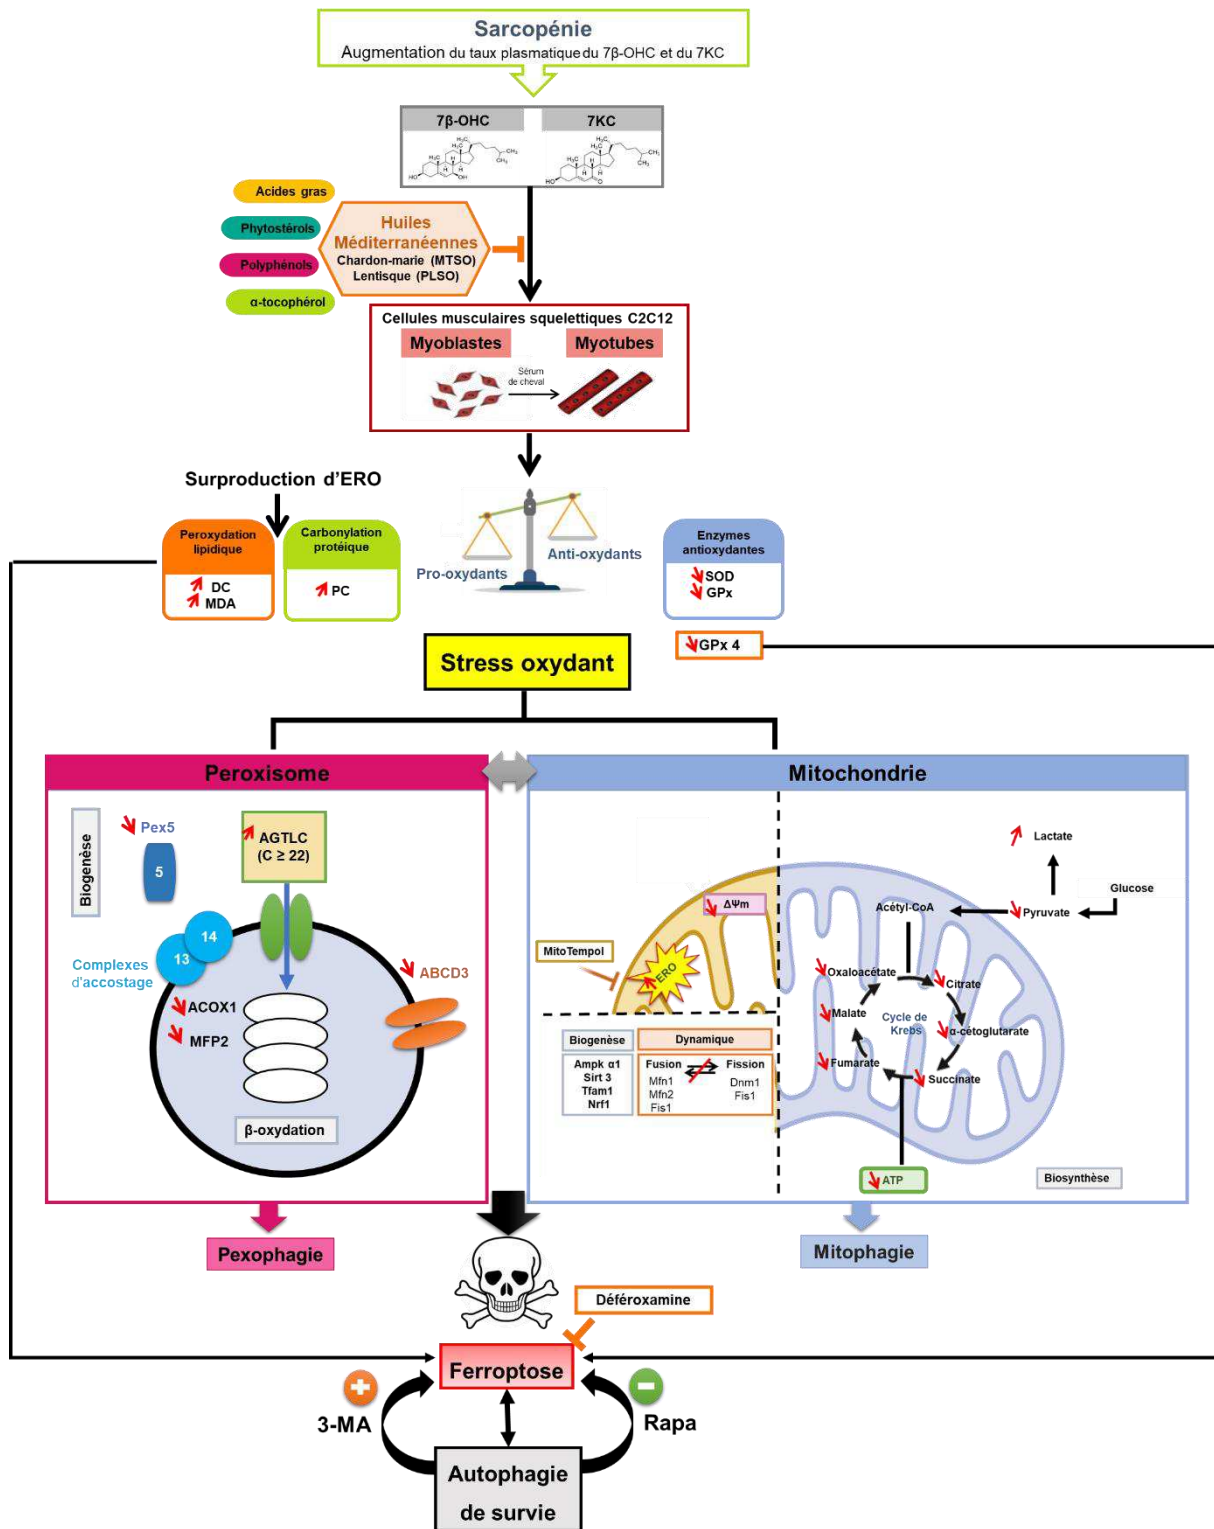 Sarcopénie
Augmentation du taux plasmatique du 7β-OHC et du 7KC
7β-OHC
7KC
Acides gras
Phytostérols
Polyphénols
α-tocophérol
Huiles
Méditerranéennes
Chardon-marie (MTSO)
Lentisque (PLSO)
Cellules musculaires squelettiques C2C12
Myoblastes
Myotubes
Sérum
de cheval
Surproduction d'ERO
Peroxydation
lipidique
DC
MDA
Carbonylation
protéique
PC
Pro-oxydants
Anti-oxydants
Enzymes
antioxydantes
SOD
GPx
GPx 4
Stress oxydant
Peroxisome
Biogenèse
Pex5
5
AGTLC
(C ≥ 22)
14
13
Complexes
d'accostage
ABCD3
ACOX1
MFP2
β-oxydation
Mitochondrie
ΔΨm
MitoTempol
ERO
Biogenèse
Ampk α1
Sirt 3
Tfam1
Nrf1
Dynamique
Fusion
Fission
Mfn1
Mfn2
Fis1
Dnm1
Fis1
Lactate
Glucose
Pyruvate
Acétyl-CoA
Oxaloacétate
Citrate
Malate
Cycle de
Krebs
α-cétoglutarate
Fumarate
Succinate
ATP
Biosynthèse
Pexophagie
Mitophagie
Déféroxamine
Ferroptose
3-MA
Rapa
Autophagie
de survie